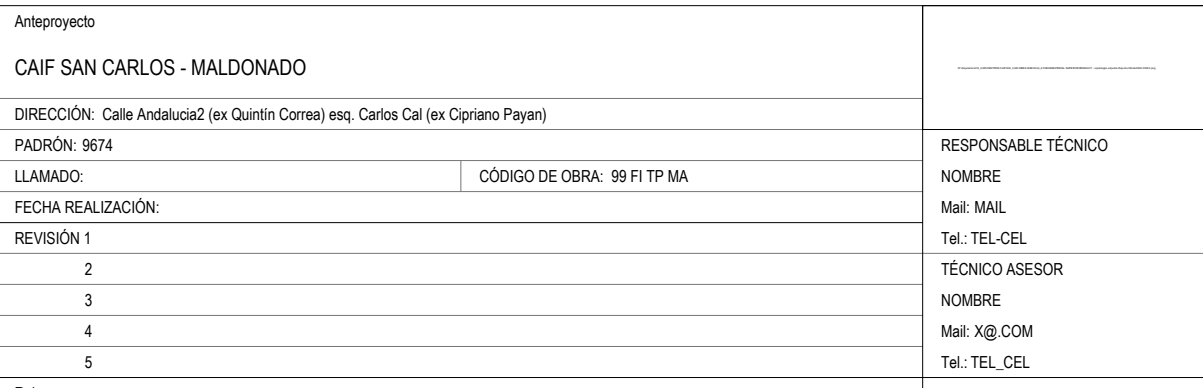 Anteproyecto
CAIF SAN CARLOS - MALDONADO
DIRECCIÓN: Calle Andalucia2 (ex Quintín Correa) esq. Carlos Cal (ex Cipriano Payan)
PADRÓN: 9674
LLAMADO:
CÓDIGO DE OBRA: 99 FI TP MA
FECHA REALIZACIÓN:
REVISIÓN 1
2
3
4
5
RESPONSABLE TÉCNICO
NOMBRE
Mail: MAIL
Tel.: TEL-CEL
TÉCNICO ASESOR
NOMBRE
Mail: X@.COM
Tel.: TEL_CEL